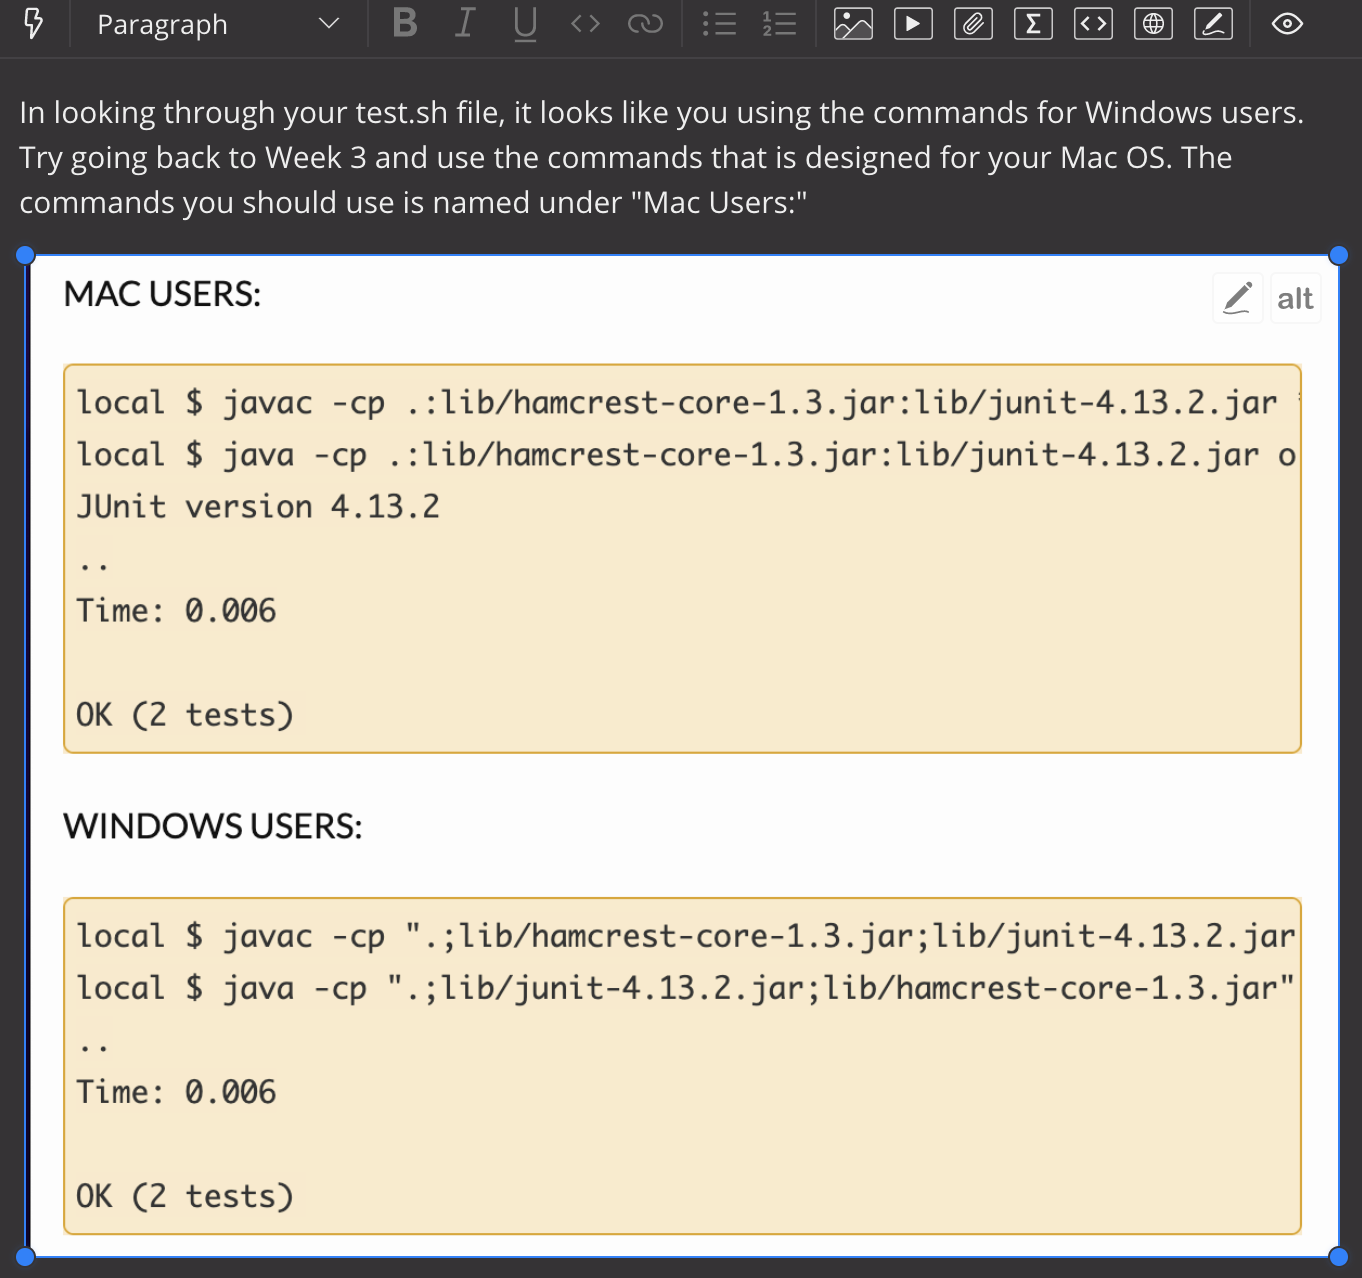 Paragraph B I U
In looking through your test.sh file, it looks like you using the commands for Windows users.
Try going back to Week 3 and use the commands that is designed for your Mac OS. The
commands you should use is named under "Mac Users:"
MAC USERS:
alt
local $ javac -cp .:lib/hamcrest-core-1.3.jar:lib/junit-4.13.2.jar
local $ java -cp .:lib/hamcrest-core-1.3.jar:lib/junit-4.13.2.jar o
JUnit version 4.13.2
..
Time: 0.006
OK (2 tests)
WINDOWS USERS:
local $ javac -cp ".;lib/hamcrest-core-1.3.jar;lib/junit-4.13.2.jar
local $ java -cp ".;lib/junit-4.13.2.jar;lib/hamcrest-core-1.3.jar"
..
Time: 0.006
OK (2 tests)